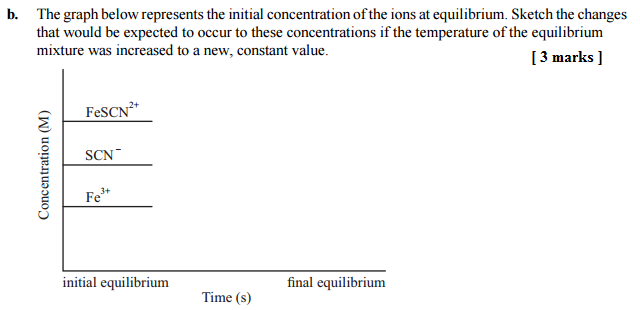 b. The graph below represents the initial concentration of the ions at equilibrium. Sketch the changes
that would be expected to occur to these concentrations if the temperature of the equilibrium
mixture was increased to a new, constant value.
[ 3 marks ]
Concentration (M)
FeSCN²⁺
SCN⁻
Fe³⁺
initial equilibrium
final equilibrium
Time (s)